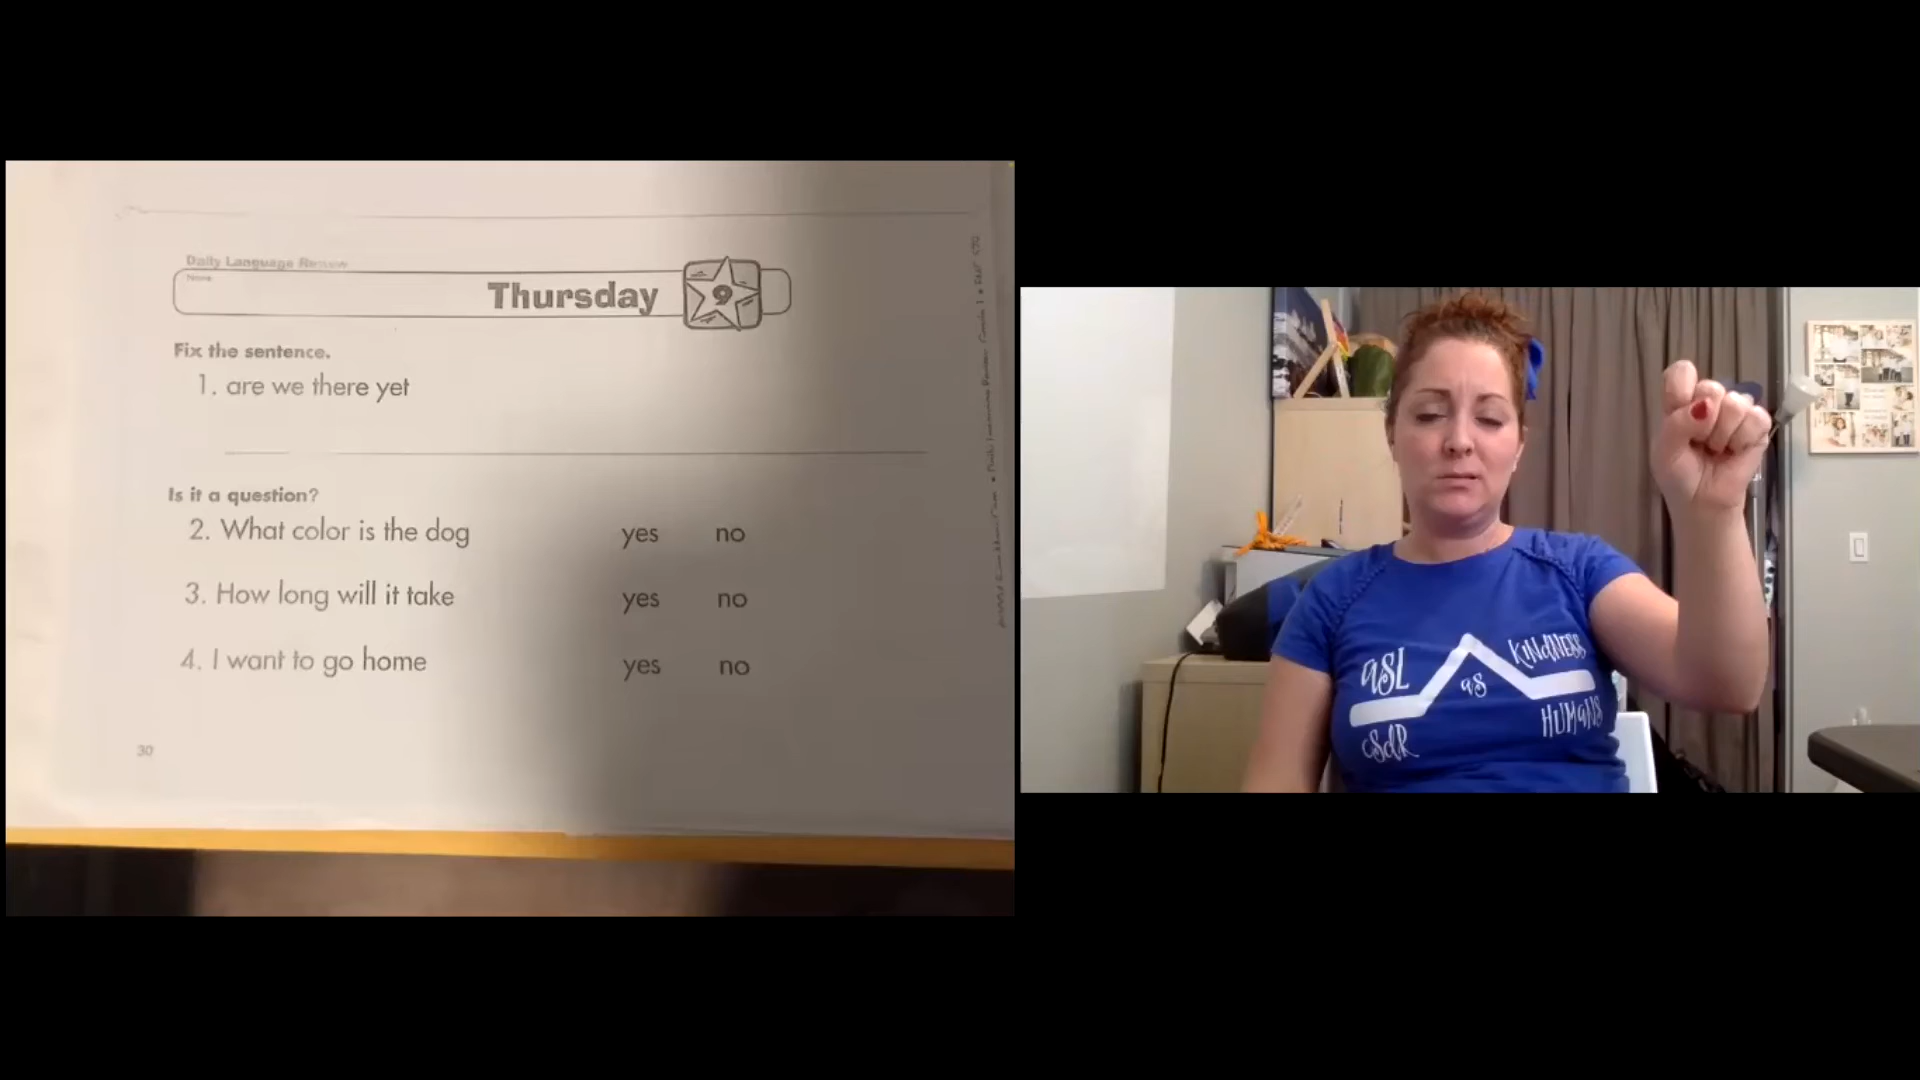 Daily Language Review
Name
Thursday 9
Fix the sentence.
1. are we there yet
Is it a question?
2. What color is the dog yes no
3. How long will it take yes no
4. I want to go home yes no
30
ASL
as
KINdNESS
HUMaNS
cSdR